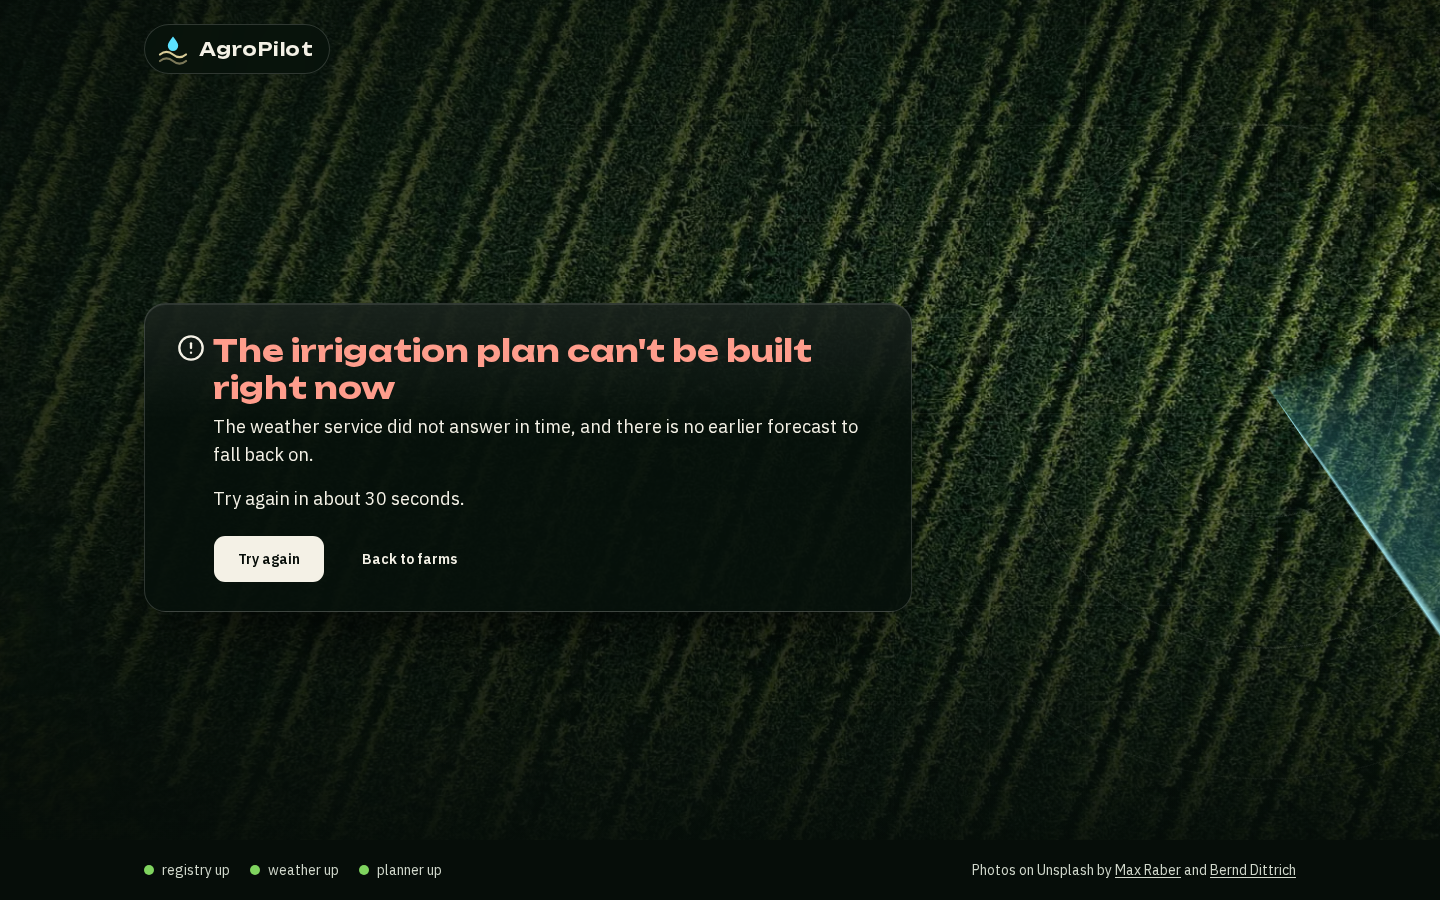 AgroPilot
The irrigation plan can't be built
right now
The weather service did not answer in time, and there is no earlier forecast to
fall back on.
Try again in about 30 seconds.
Try again
Back to farms
registry up
weather up
planner up
Photos on Unsplash by Max Raber and Bernd Dittrich